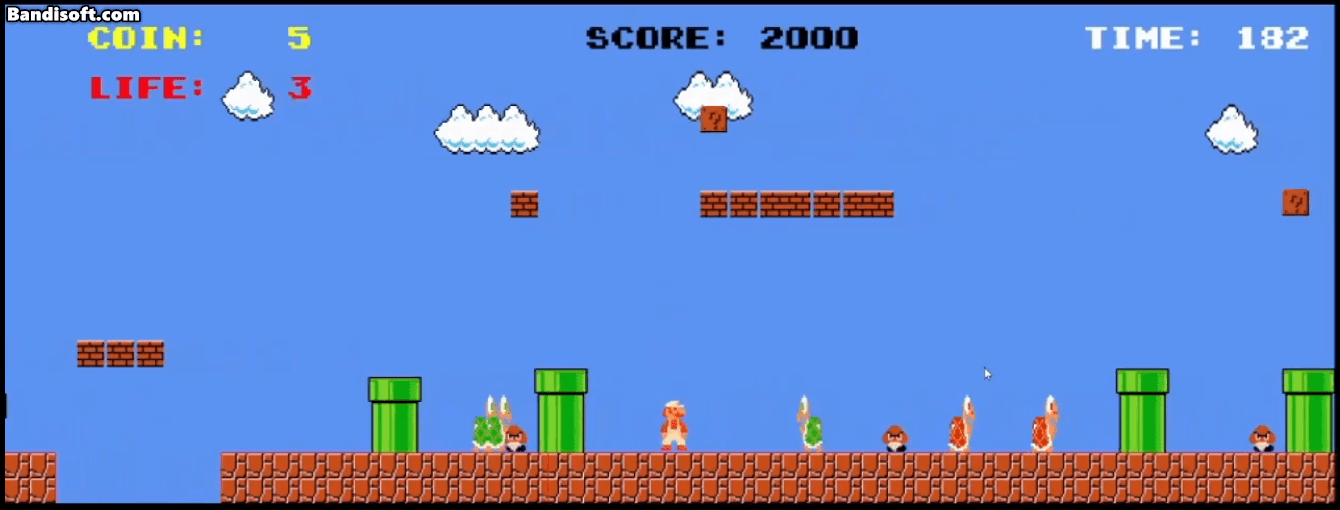 Bandisoft.com
COIN: 5
SCORE: 2000
TIME: 182
LIFE: 3
?
?